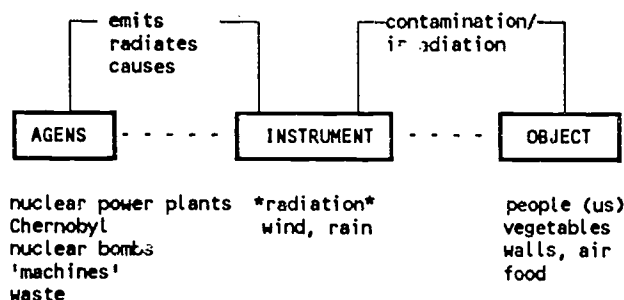 emits
radiates
causes
contamination/
AGENS
INSTRUMENT
OBJECT
nuclear power plants
Chernobyl
nuclear bombs
'machines'
waste
*radiation*
wind, rain
people (us)
vegetables
walls, air
food